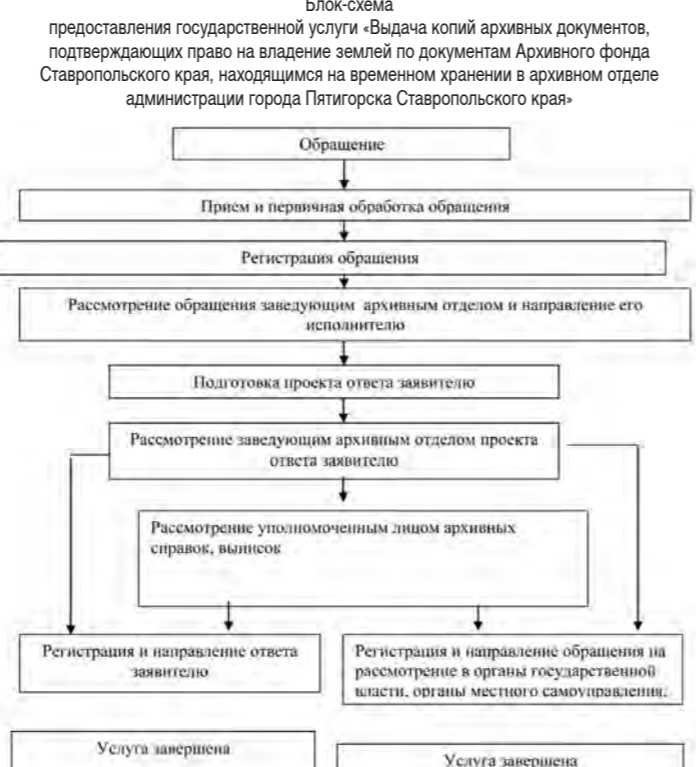 Блок-схема
предоставления государственной услуги «Выдача копий архивных документов,
подтверждающих право на владение землей по документам Архивного фонда
Ставропольского края, находящимся на временном хранении в архивном отделе
администрации города Пятигорска Ставропольского края»
Обращение
Прием и первичная обработка обращения
Регистрация обращения
Рассмотрение обращения заведующим архивным отделом и направление его
исполнителю
Подготовка проекта ответа заявителю
Рассмотрение заведующим архивным отделом проекта
ответа заявителю
Рассмотрение уполномоченным лицом архивных
справок, выписок
Регистрация и направление ответа
заявителю
Регистрация и направление обращения на
рассмотрение в органы государственной
власти, органы местного самоуправления.
Услуга завершена
Услуга завершена